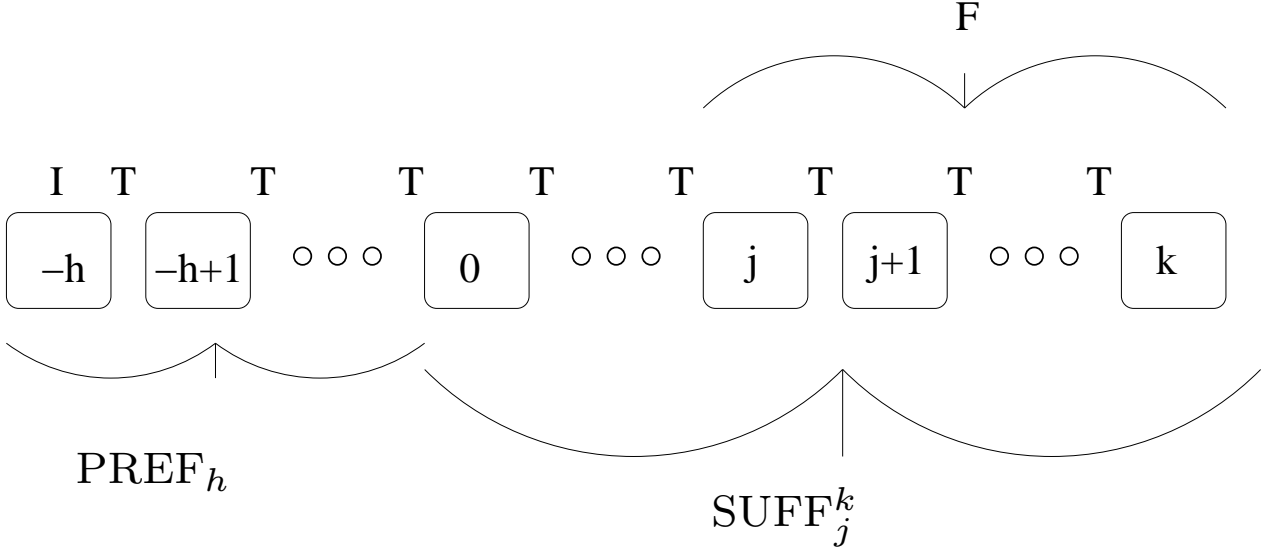 F
I T T T T T T T T
−h −h+1 0 j j+1 k
PREF_h
SUFF_j^k